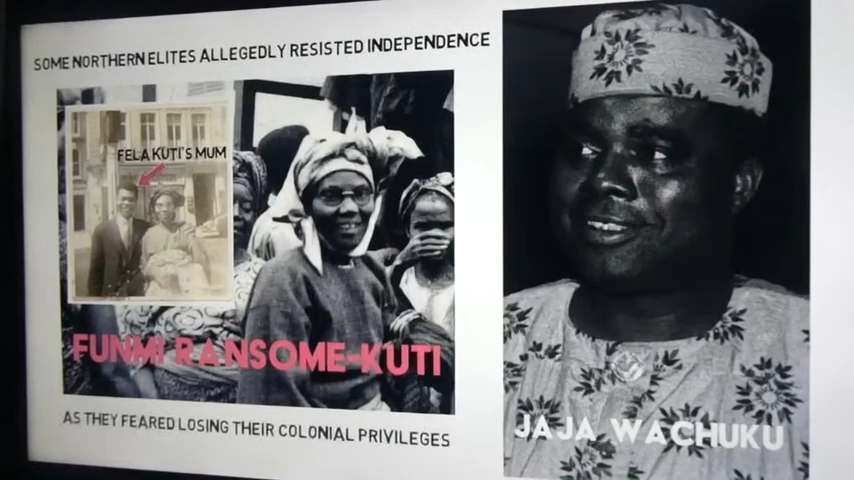 SOME NORTHERN ELITES ALLEGEDLY RESISTED INDEPENDENCE
FELA KUTI'S MUM
FUNMI RANSOME-KUTI
AS THEY FEARED LOSING THEIR COLONIAL PRIVILEGES
JAJA WACHUKU